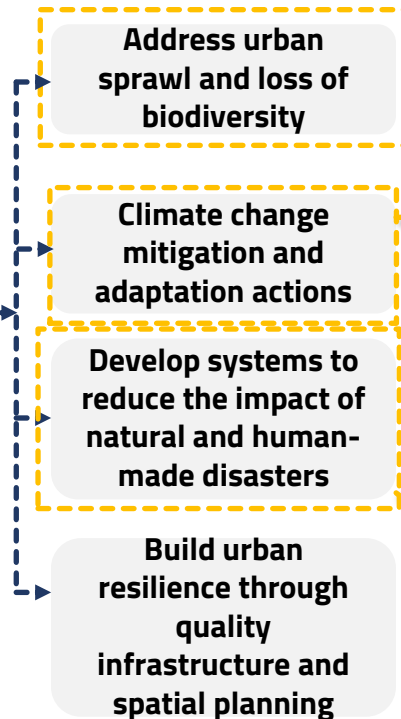 Address urban
sprawl and loss of
biodiversity
Climate change
mitigation and
adaptation actions
Develop systems to
reduce the impact of
natural and human-
made disasters
Build urban
resilience through
quality
infrastructure and
spatial planning